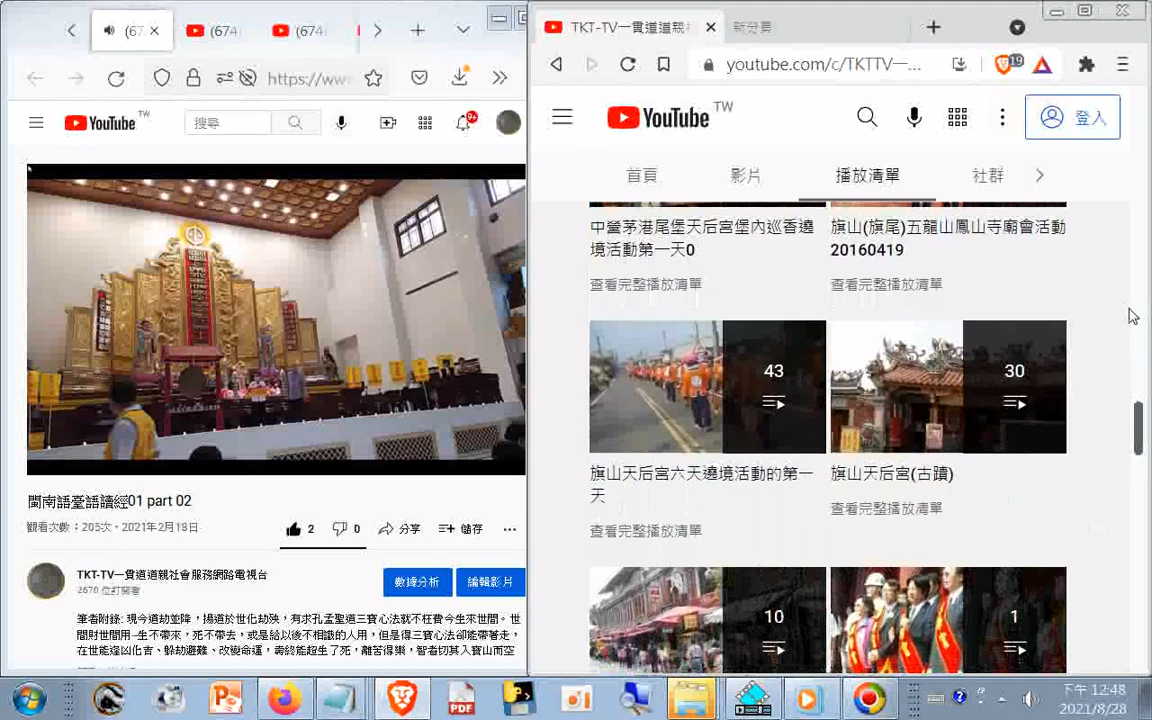 (67
(674
(674
https://www
YouTube TW
搜尋
9+
閩南語臺語讀經01 part 02
觀看次數：205次・2021年2月18日
2
0
分享
儲存
TKT-TV一貫道道親社會服務網路電視台
2670 位訂閱者
數據分析
編輯影片
筆者附錄: 現今道劫並降，揚道於世化劫殃，有求孔孟聖道三寶心法就不枉費今生來世間。世
間財世間用一生不帶來，死不帶去，或是給以後不相識的人用，但是得三寶心法卻能帶著走，
在世能逢凶化吉、躲劫避難、改變命運，壽終能超生了死，離苦得樂，智者切莫入寶山而空
TKT-TV一貫道道親社
新分頁
youtube.com/c/TKTTV一...
19
YouTube TW
登入
首頁
影片
播放清單
社群
中營茅港尾堡天后宮堡內巡香遶
境活動第一天0
查看完整播放清單
旗山(旗尾)五龍山鳳山寺廟會活動
20160419
查看完整播放清單
43
30
旗山天后宮六天遶境活動的第一
天
查看完整播放清單
旗山天后宮(古蹟)
查看完整播放清單
10
1
PDF
下午 12:48
2021/8/28